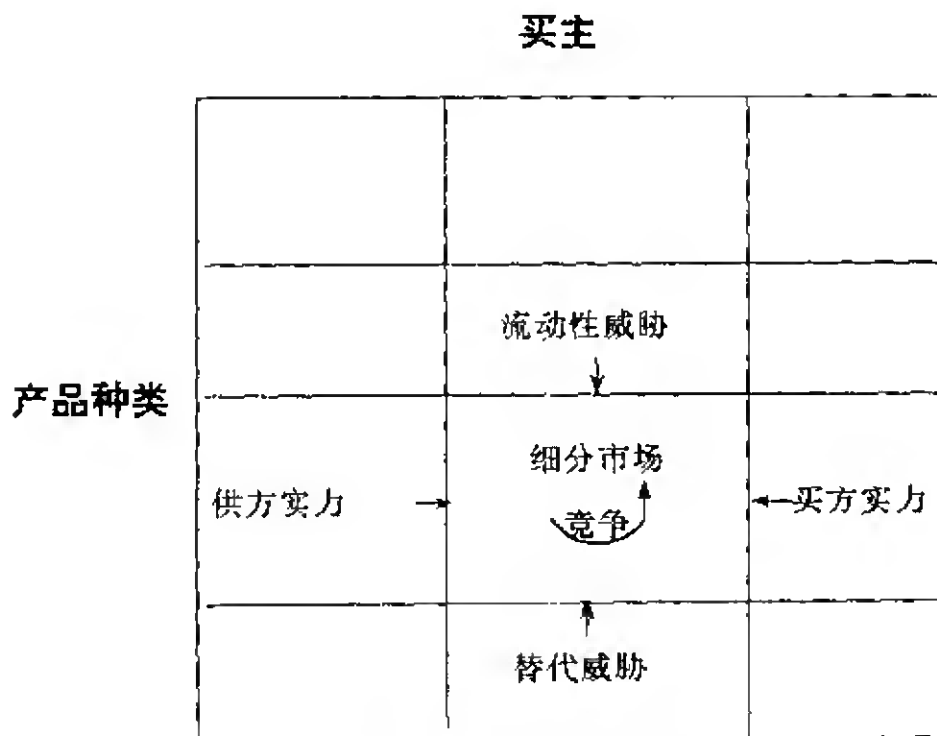 买主
流动性威胁
产品种类
细分市场
供方实力
竞争
买方实力
替代威胁